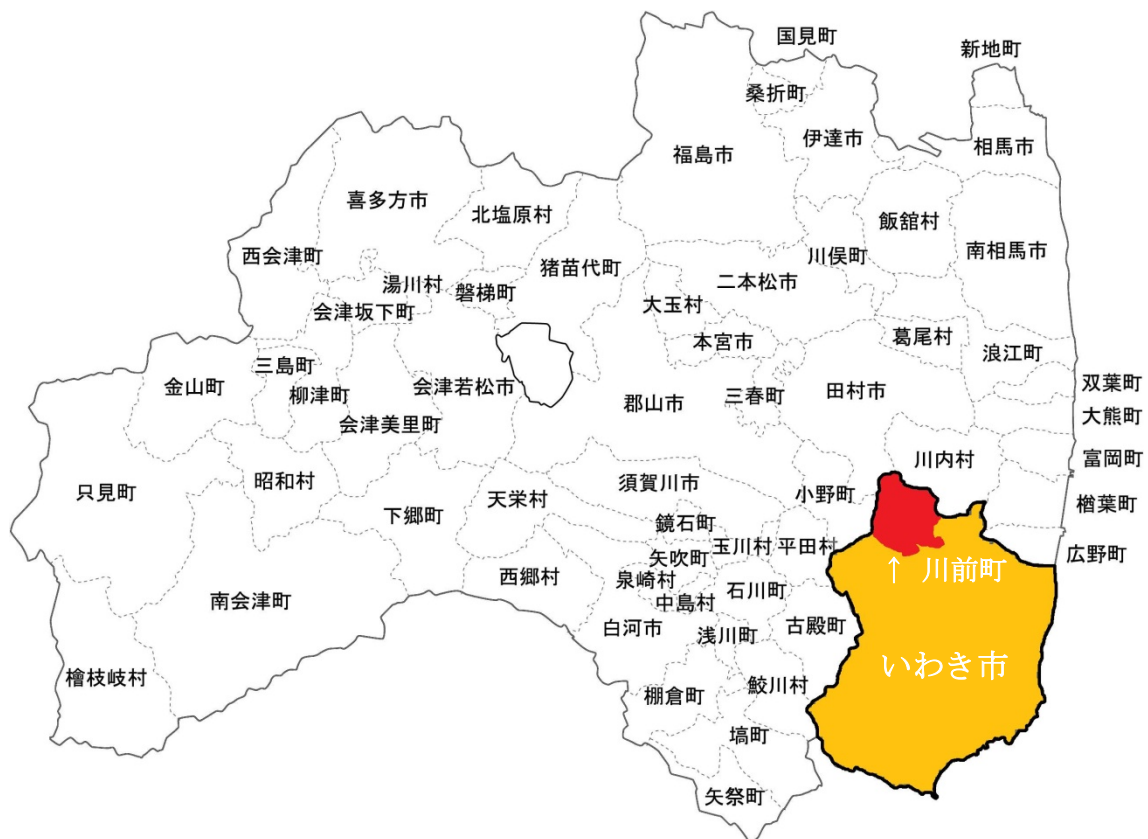 国見町
新地町
桑折町
伊達市
相馬市
福島市
喜多方市
北塩原村
飯舘村
西会津町
猪苗代町
川俣町
南相馬市
湯川村
磐梯町
二本松市
会津坂下町
大玉村
本宮市
葛尾村
浪江町
三島町
金山町
柳津町
会津若松市
郡山市
三春町
田村市
双葉町
会津美里町
大熊町
川内村
富岡町
只見町
昭和村
天栄村
須賀川市
小野町
楢葉町
下郷町
鏡石町
矢吹町
玉川村
平田村
広野町
西郷村
泉崎村
石川町
↑ 川前町
南会津町
中島村
白河市
浅川町
古殿町
いわき市
檜枝岐村
棚倉町
鮫川村
塙町
矢祭町